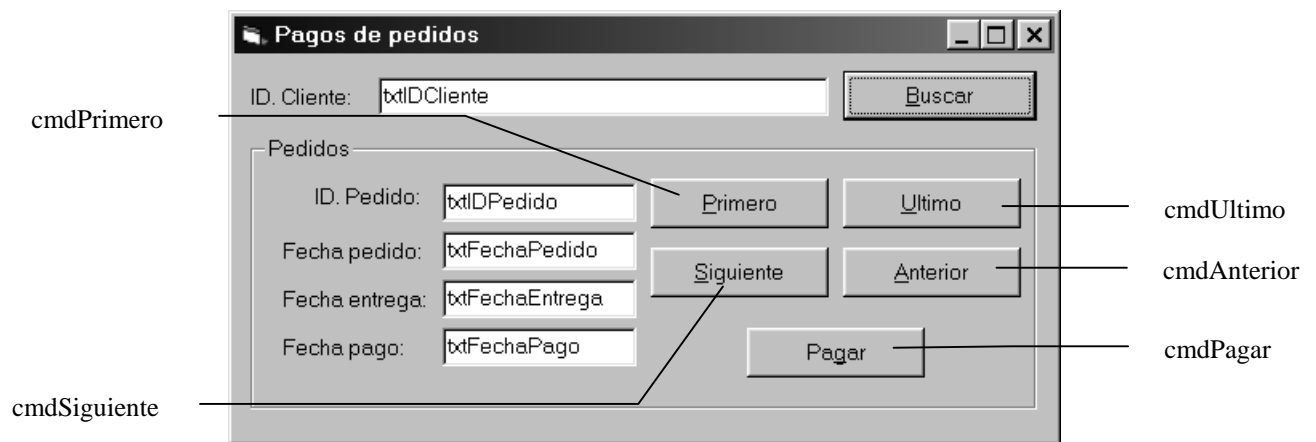 Pagos de pedidos
ID. Cliente: txtIDCliente Buscar
cmdPrimero
Pedidos
ID. Pedido: txtIDPedido Primero Ultimo
cmdUltimo
Fecha pedido: txtFechaPedido
Siguiente Anterior cmdAnterior
Fecha entrega: txtFechaEntrega
Fecha pago: txtFechaPago Pagar cmdPagar
cmdSiguiente